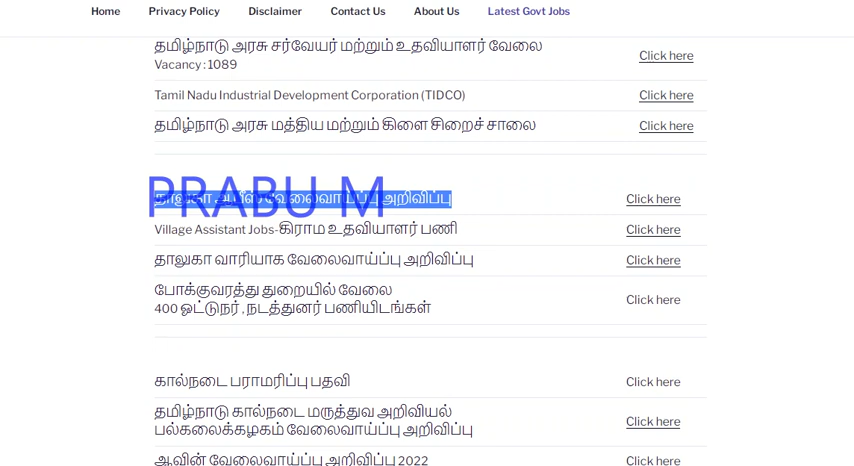 Home Privacy Policy Disclaimer Contact Us About Us Latest Govt Jobs
தமிழ்நாடு அரசு சர்வேயர் மற்றும் உதவியாளர் வேலை
Vacancy : 1089 Click here
Tamil Nadu Industrial Development Corporation (TIDCO) Click here
தமிழ்நாடு அரசு மத்திய மற்றும் கிளை சிறைச் சாலை Click here
PRABU M
தாலுகா ஆபீஸ் வேலைவாய்ப்பு அறிவிப்பு Click here
Village Assistant Jobs-கிராம உதவியாளர் பணி Click here
தாலுகா வாரியாக வேலைவாய்ப்பு அறிவிப்பு Click here
போக்குவரத்து துறையில் வேலை
400 ஓட்டுநர் , நடத்துனர் பணியிடங்கள் Click here
கால்நடை பராமரிப்பு பதவி Click here
தமிழ்நாடு கால்நடை மருத்துவ அறிவியல்
பல்கலைக்கழகம் வேலைவாய்ப்பு அறிவிப்பு Click here
ஆவின் வேலைவாய்ப்பு அறிவிப்பு 2022 Click here